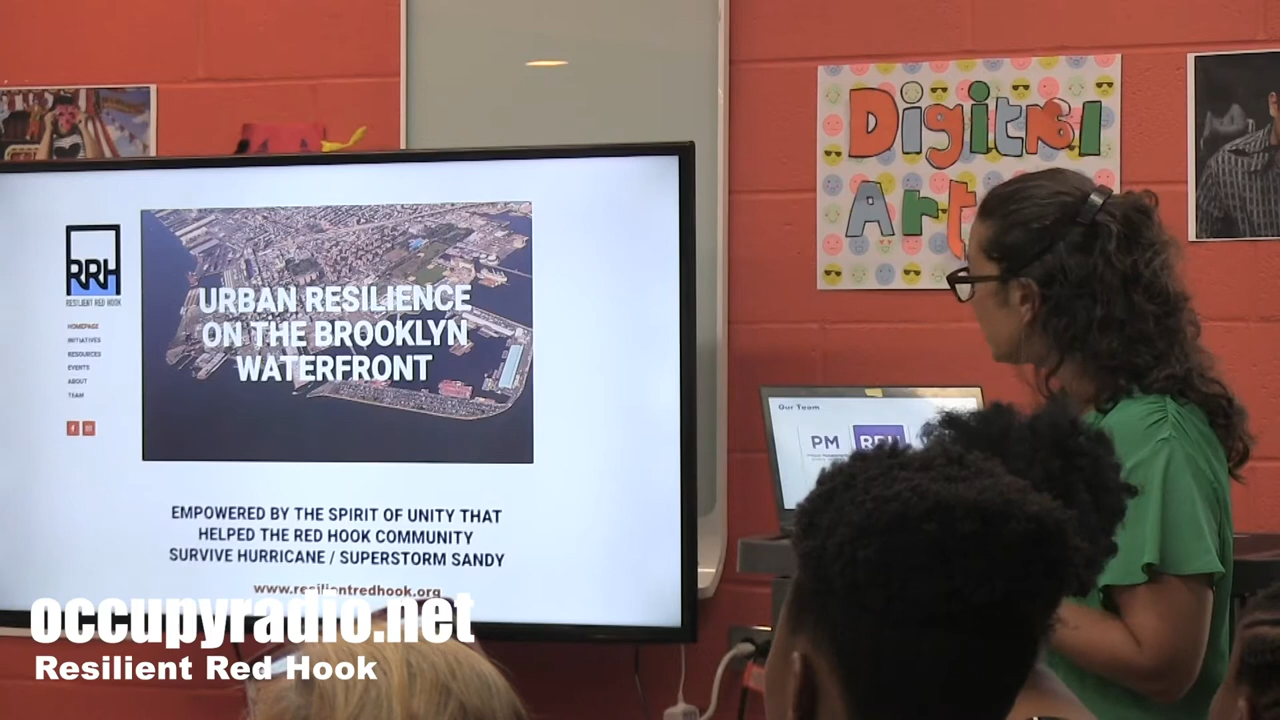 Digital
Art
RRH
RESILIENT RED HOOK
HOMEPAGE
INITIATIVES
RESOURCES
EVENTS
ABOUT
TEAM
URBAN RESILIENCE
ON THE BROOKLYN
WATERFRONT
EMPOWERED BY THE SPIRIT OF UNITY THAT
HELPED THE RED HOOK COMMUNITY
SURVIVE HURRICANE / SUPERSTORM SANDY
www.resilientredhook.org
Our Team
PM
RRH
occupyradio.net
Resilient Red Hook